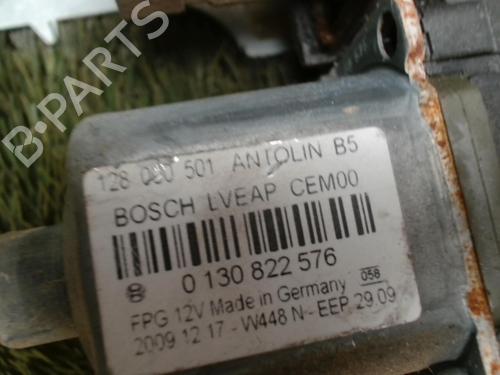 B-PARTS
128 080 501 ANTOLIN B5
BOSCH LVEAP CEM00
0 130 822 576
058
FPG 12V Made in Germany
2009 12 17 - W448 N - EEP 29 09